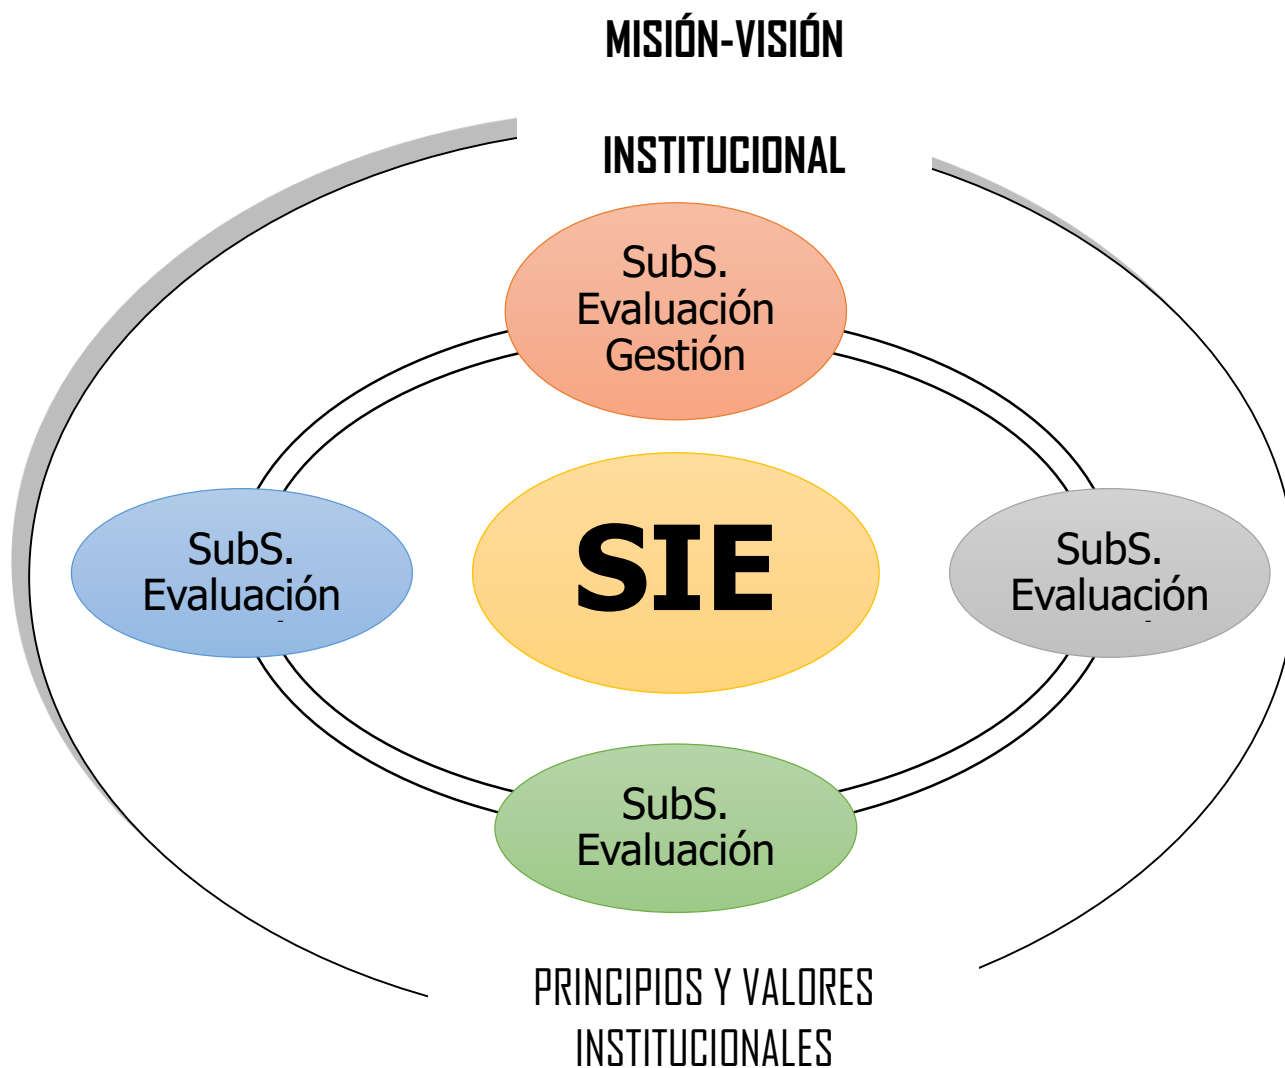 MISIÓN-VISIÓN
INSTITUCIONAL
SubS.
Evaluación
Gestión
SubS.
Evaluación
SIE
SubS.
Evaluación
SubS.
Evaluación
PRINCIPIOS Y VALORES
INSTITUCIONALES